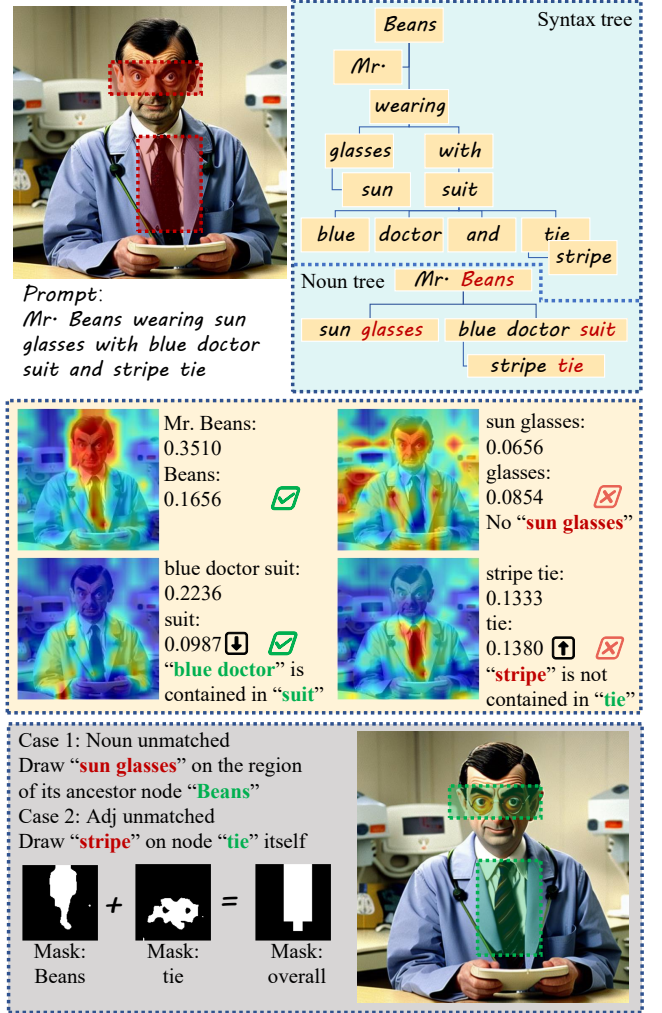 Prompt:
Mr. Beans wearing sun
glasses with blue doctor
suit and stripe tie
Syntax tree
Beans
Mr.
wearing
glasses
with
sun
suit
blue
doctor
and
tie
stripe
Noun tree
Mr. Beans
sun glasses
blue doctor suit
stripe tie
Mr. Beans:
0.3510
Beans:
0.1656
sun glasses:
0.0656
glasses:
0.0854
No “sun glasses”
blue doctor suit:
0.2236
suit:
0.0987
“blue doctor” is
contained in “suit”
stripe tie:
0.1333
tie:
0.1380
“stripe” is not
contained in “tie”
Case 1: Noun unmatched
Draw “sun glasses” on the region
of its ancestor node “Beans”
Case 2: Adj unmatched
Draw “stripe” on node “tie” itself
+
=
Mask:
Beans
Mask:
tie
Mask:
overall